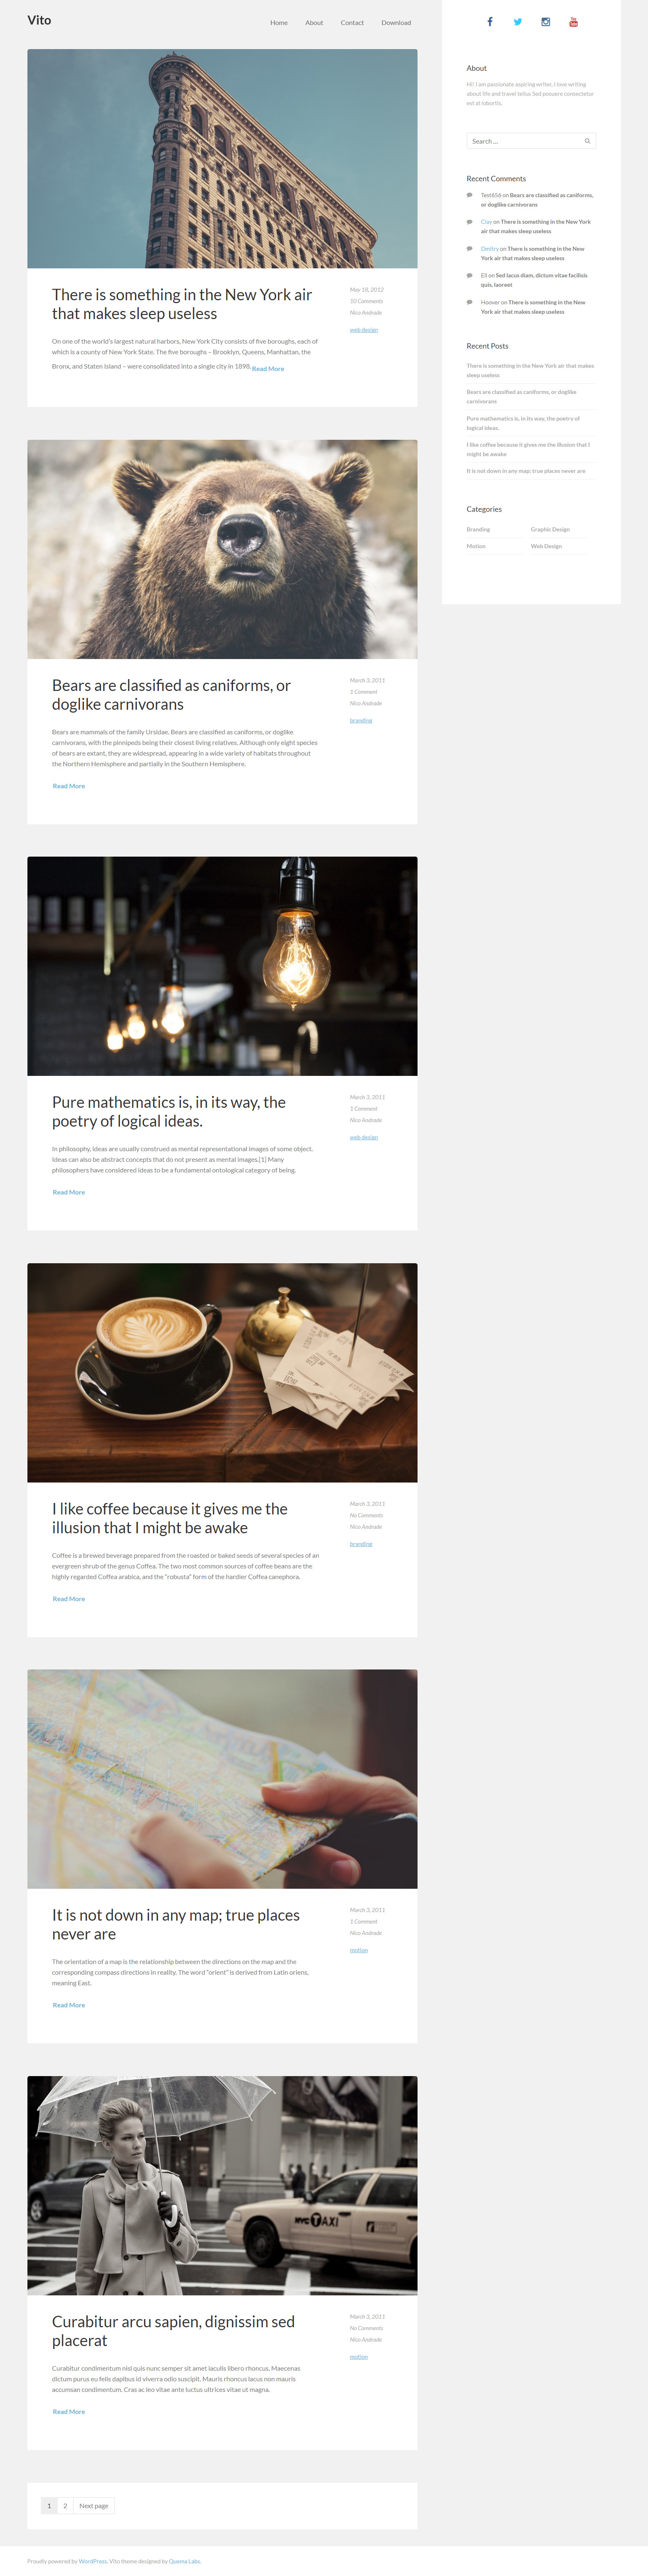 Vito
Home About Contact Download
There is something in the New York air
that makes sleep useless
May 18, 2012
10 Comments
Nico Andrade
web design
On one of the world's largest natural harbors, New York City consists of five boroughs, each of
which is a county of New York State. The five boroughs – Brooklyn, Queens, Manhattan, the
Bronx, and Staten Island – were consolidated into a single city in 1898. Read More
Bears are classified as caniforms, or
doglike carnivorans
March 3, 2011
1 Comment
Nico Andrade
branding
Bears are mammals of the family Ursidae. Bears are classified as caniforms, or doglike
carnivorans, with the pinnipeds being their closest living relatives. Although only eight species
of bears are extant, they are widespread, appearing in a wide variety of habitats throughout
the Northern Hemisphere and partially in the Southern Hemisphere.
Read More
Pure mathematics is, in its way, the
poetry of logical ideas.
March 3, 2011
1 Comment
Nico Andrade
web design
In philosophy, ideas are usually construed as mental representational images of some object.
Ideas can also be abstract concepts that do not present as mental images.[1] Many
philosophers have considered ideas to be a fundamental ontological category of being.
Read More
I like coffee because it gives me the
illusion that I might be awake
March 3, 2011
No Comments
Nico Andrade
branding
Coffee is a brewed beverage prepared from the roasted or baked seeds of several species of an
evergreen shrub of the genus Coffea. The two most common sources of coffee beans are the
highly regarded Coffea arabica, and the "robusta" form of the hardier Coffea canephora.
Read More
It is not down in any map; true places
never are
March 3, 2011
1 Comment
Nico Andrade
motion
The orientation of a map is the relationship between the directions on the map and the
corresponding compass directions in reality. The word "orient" is derived from Latin oriens,
meaning East.
Read More
NYC TAXI
Curabitur arcu sapien, dignissim sed
placerat
March 3, 2011
No Comments
Nico Andrade
motion
Curabitur condimentum nisl quis nunc semper sit amet iaculis libero rhoncus. Maecenas
dictum purus eu felis dapibus id viverra odio suscipit. Mauris rhoncus lacus non mauris
accumsan condimentum. Cras ac leo vitae ante luctus ultrices vitae ut magna.
Read More
1 2 Next page
You
Tube
About
Hi! I am passionate aspiring writer, I love writing
about life and travel tellus Sed posuere consectetur
est at lobortis.
Search ...
Recent Comments
Test656 on Bears are classified as caniforms,
or doglike carnivorans
Clay on There is something in the New York
air that makes sleep useless
Dmitry on There is something in the New
York air that makes sleep useless
Eli on Sed lacus diam, dictum vitae facilisis
quis, laoreet
Hoover on There is something in the New
York air that makes sleep useless
Recent Posts
There is something in the New York air that makes
sleep useless
Bears are classified as caniforms, or doglike
carnivorans
Pure mathematics is, in its way, the poetry of
logical ideas.
I like coffee because it gives me the illusion that I
might be awake
It is not down in any map; true places never are
Categories
Branding Graphic Design
Motion Web Design
Proudly powered by WordPress. Vito theme designed by Quema Labs.